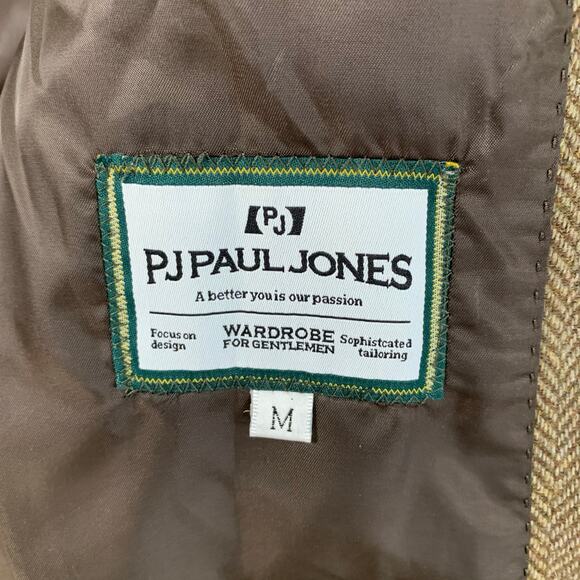 PJ
PJ PAUL JONES
A better you is our passion
Focus on
design
WARDROBE
FOR GENTLEMEN
Sophistcated
tailoring
M